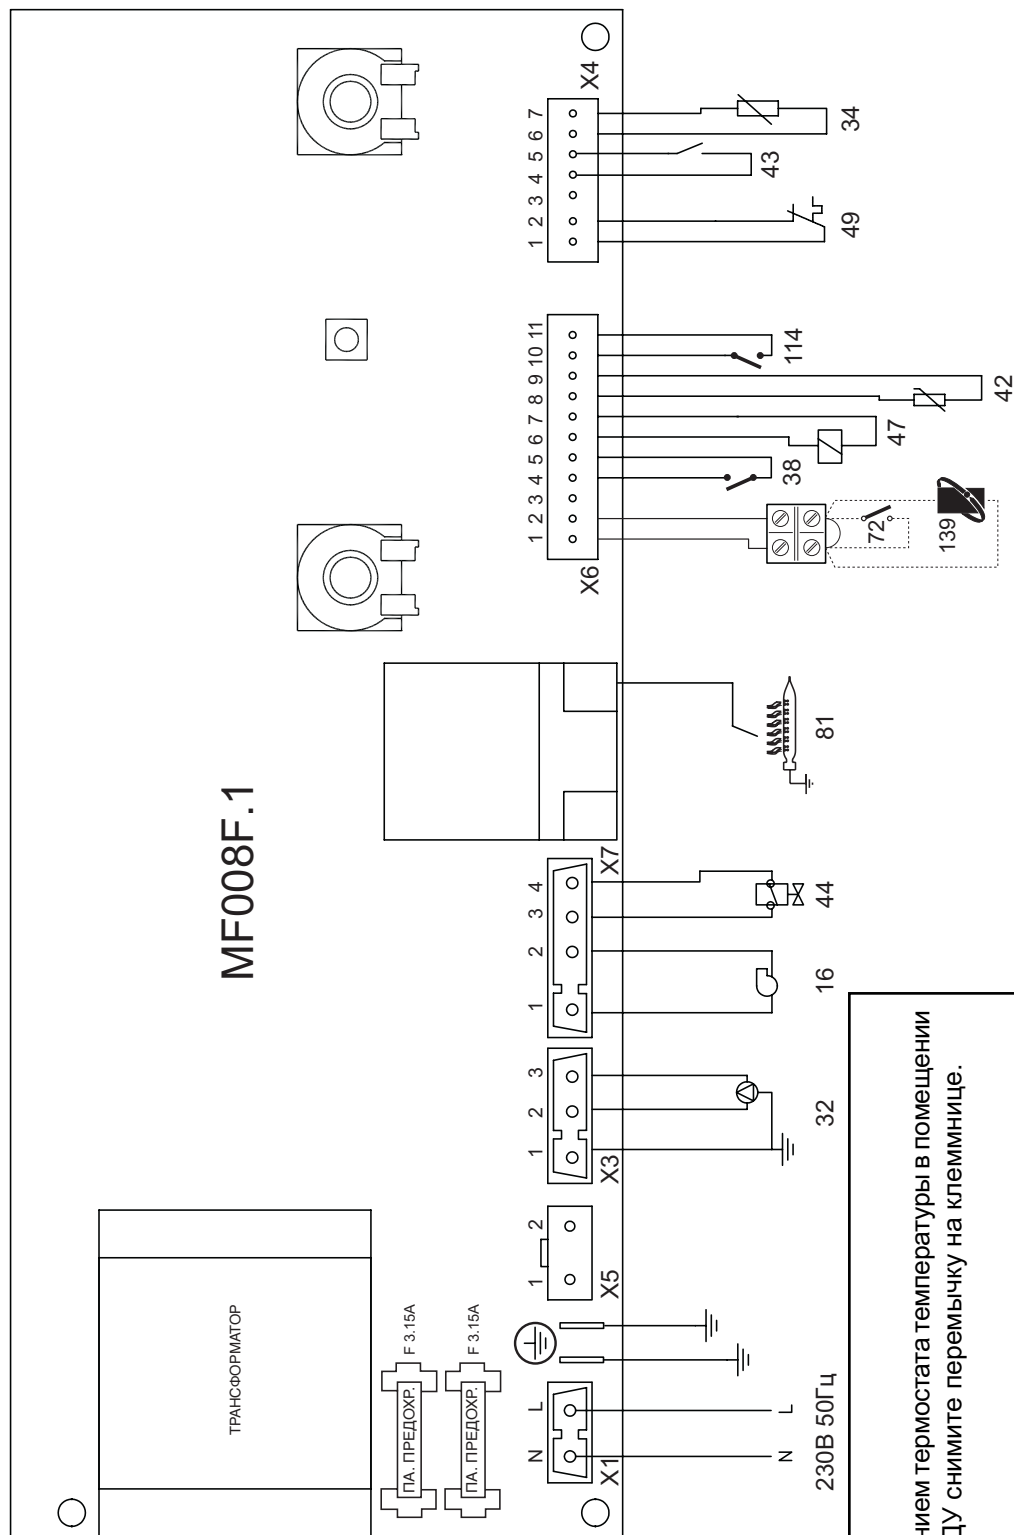 MF008F.1
ТРАНСФОРМАТОР
ПА. ПРЕДОХР.
F 3.15A
ПА. ПРЕДОХР.
F 3.15A
N L
X1
N L
230В 50Гц
1 2
X5
1 2 3
X3
32
1 2 3 4
X7
16
44
81
1 2 3 4 5 6 7 8 9 10 11
X6
72
139
38
47
42
114
1 2 3 4 5 6 7
X4
49
43
34
нием термостата температуры в помещении
ДУ снимите перемычку на клеммнице.